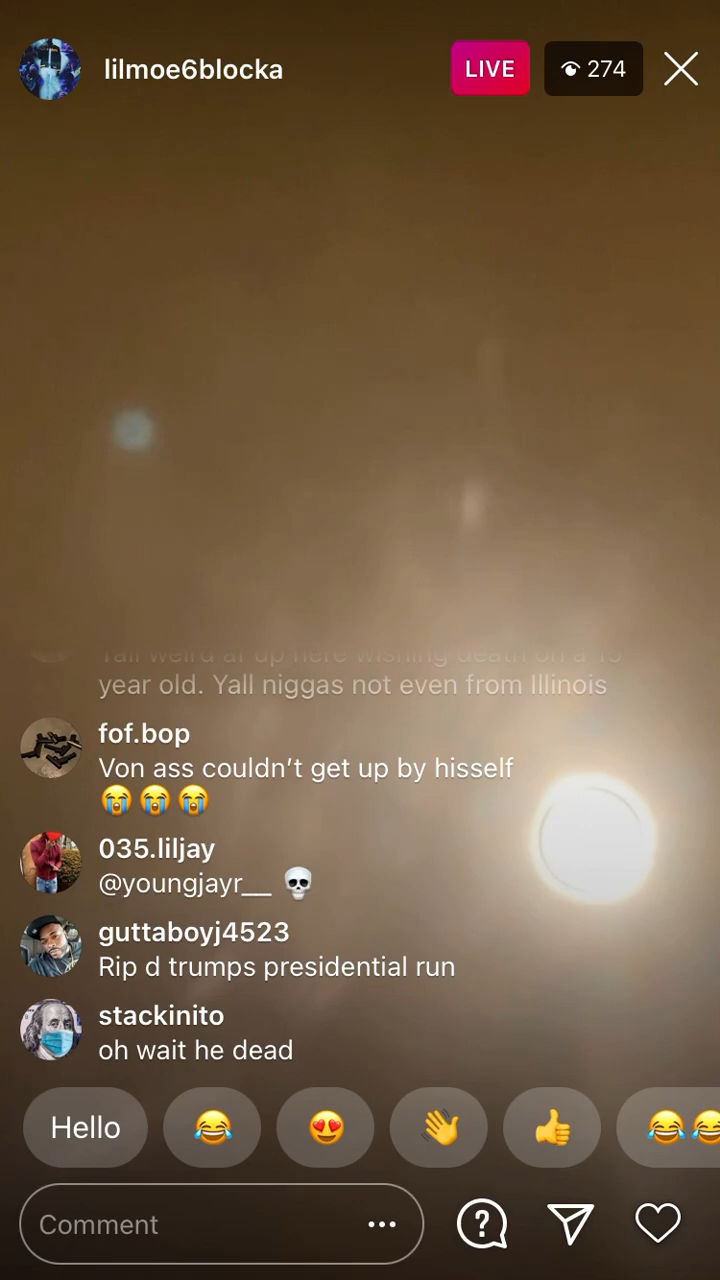 lilmoe6blocka
LIVE
274
Yall weird af up here wishing death on a 15
year old. Yall niggas not even from Illinois
fof.bop
Von ass couldn’t get up by hisself
😭😭😭
035.liljay
@youngjayr__ 💀
guttaboyj4523
Rip d trumps presidential run
stackinito
oh wait he dead
Hello
Comment